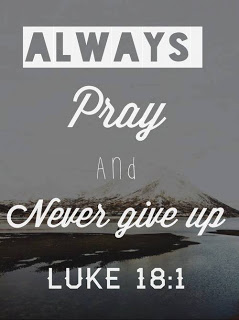 ALWAYS
Pray
And
Never give up
LUKE 18:1